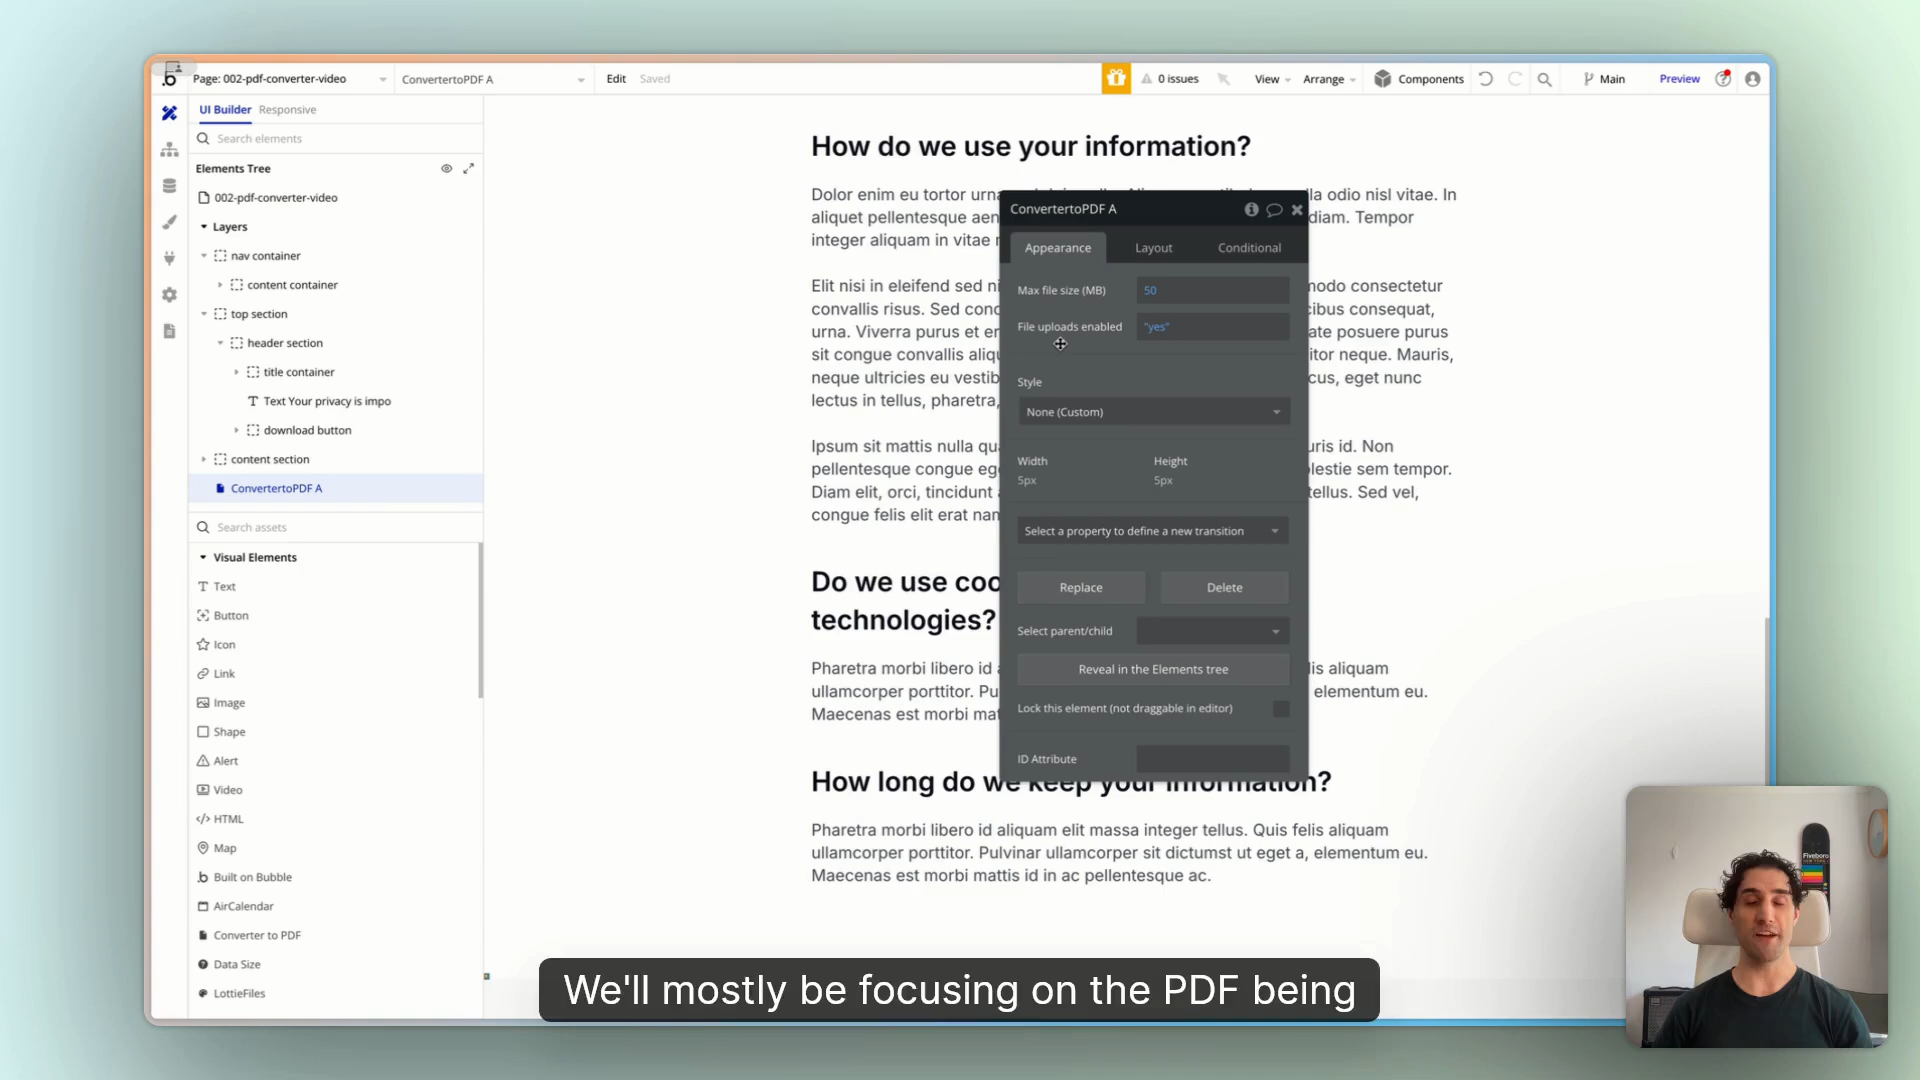 Page: 002-pdf-converter-video
ConvertertoPDF A
Edit
Saved
0 issues
View
Arrange
Components
Main
Preview
UI Builder
Responsive
Search elements
Elements Tree
002-pdf-converter-video
Layers
nav container
content container
top section
header section
title container
Text Your privacy is impo
download button
content section
ConvertertoPDF A
Search assets
Visual Elements
Text
Button
Icon
Link
Image
Shape
Alert
Video
HTML
Map
Built on Bubble
AirCalendar
Converter to PDF
Data Size
LottieFiles
How do we use your information?
Dolor enim eu tortor urna
la odio nisl vitae. In
aliquet pellentesque aen
diam. Tempor
integer aliquam in vitae
Elit nisi in eleifend sed ni
modo consectetur
convallis risus. Sed cond
cibus consequat,
urna. Viverra purus et er
ate posuere purus
sit congue convallis aliqu
itor neque. Mauris,
neque ultricies eu vestib
cus, eget nunc
lectus in tellus, pharetra,
Ipsum sit mattis nulla qu
uris id. Non
pellentesque congue eg
olestie sem tempor.
Diam elit, orci, tincidunt
tellus. Sed vel,
congue felis elit erat nam
Do we use coo
technologies?
Pharetra morbi libero id
lis aliquam
ullamcorper porttitor. Pu
elementum eu.
Maecenas est morbi mat
How long do we keep your information?
Pharetra morbi libero id aliquam elit massa integer tellus. Quis felis aliquam
ullamcorper porttitor. Pulvinar ullamcorper sit dictumst ut eget a, elementum eu.
Maecenas est morbi mattis id in ac pellentesque ac.
ConvertertoPDF A
Appearance
Layout
Conditional
Max file size (MB)
50
File uploads enabled
"yes"
Style
None (Custom)
Width
Height
5px
5px
Select a property to define a new transition
Replace
Delete
Select parent/child
Reveal in the Elements tree
Lock this element (not draggable in editor)
ID Attribute
Fiveboro
We'll mostly be focusing on the PDF being